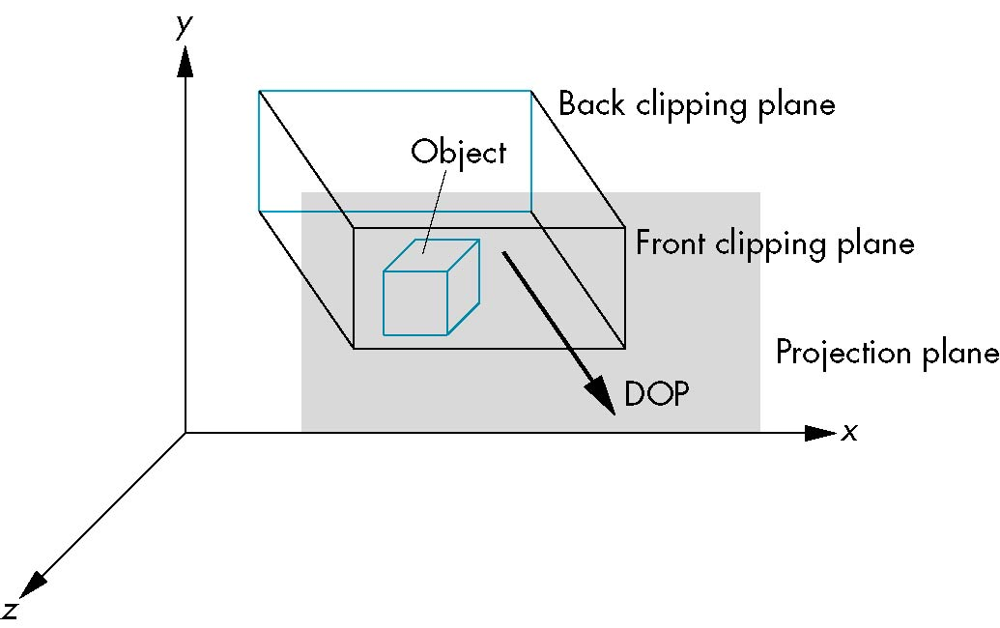 y
Back clipping plane
Object
Front clipping plane
Projection plane
DOP
x
z